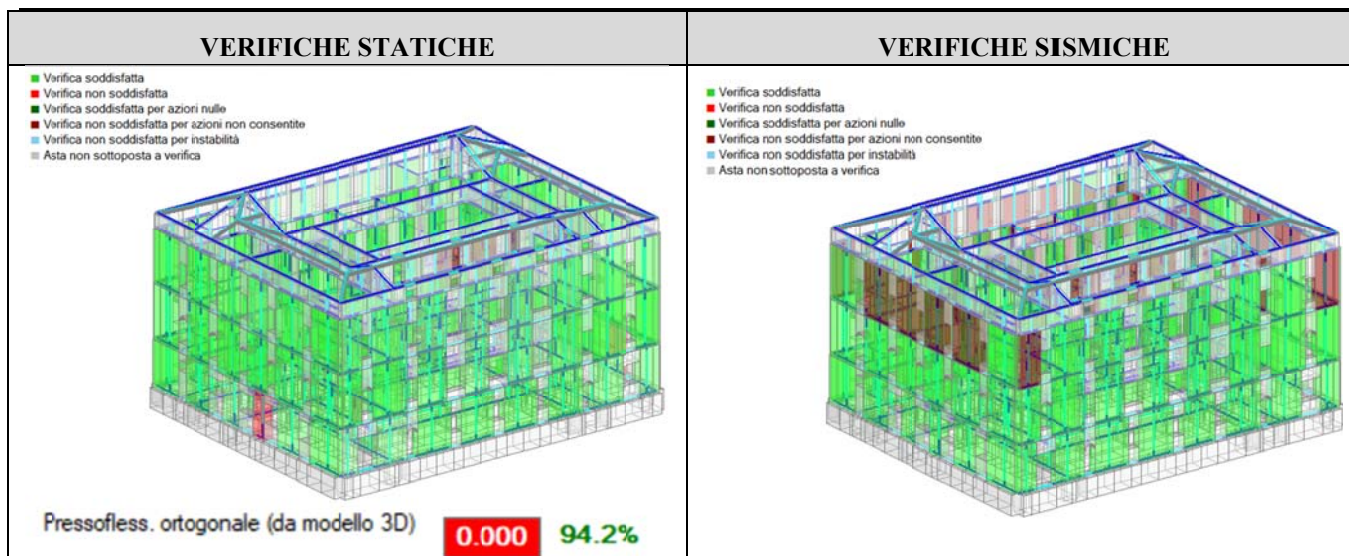 VERIFICHE STATICHE
VERIFICHE SISMICHE
Verifica soddisfatta
Verifica non soddisfatta
Verifica soddisfatta per azioni nulle
Verifica non soddisfatta per azioni non consentite
Verifica non soddisfatta per instabilità
Asta non sottoposta a verifica
Verifica soddisfatta
Verifica non soddisfatta
Verifica soddisfatta per azioni nulle
Verifica non soddisfatta per azioni non consentite
Verifica non soddisfatta per instabilità
Asta non sottoposta a verifica
Pressofless. ortogonale (da modello 3D) 0.000 94.2%